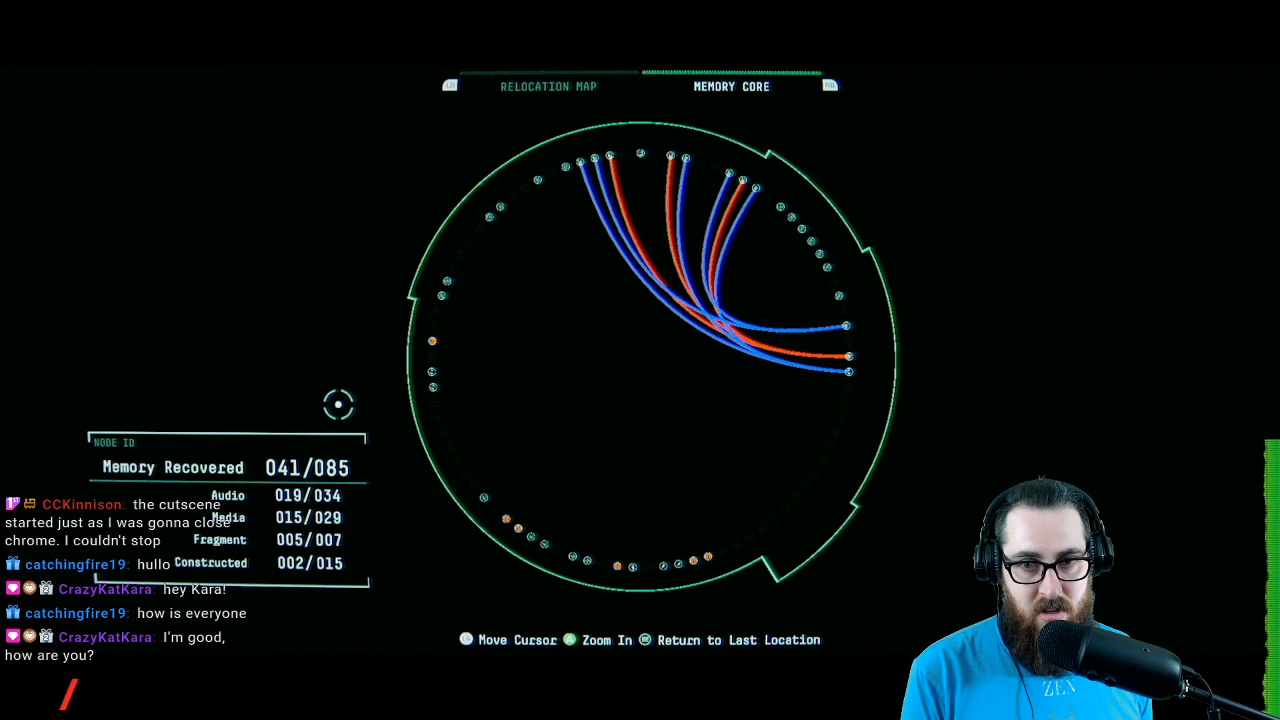 RELOCATION MAP
MEMORY CORE
NODE ID
Memory Recovered 041/085
Audio 019/034
Media 015/029
Fragment 005/007
Constructed 002/015
CCKinnison: the cutscene
started just as I was gonna close
chrome. I couldn't stop
catchingfire19: hullo
CrazyKatKara: hey Kara!
catchingfire19: how is everyone
CrazyKatKara: I'm good,
how are you?
Move Cursor A Zoom In Return to Last Location
ZEN